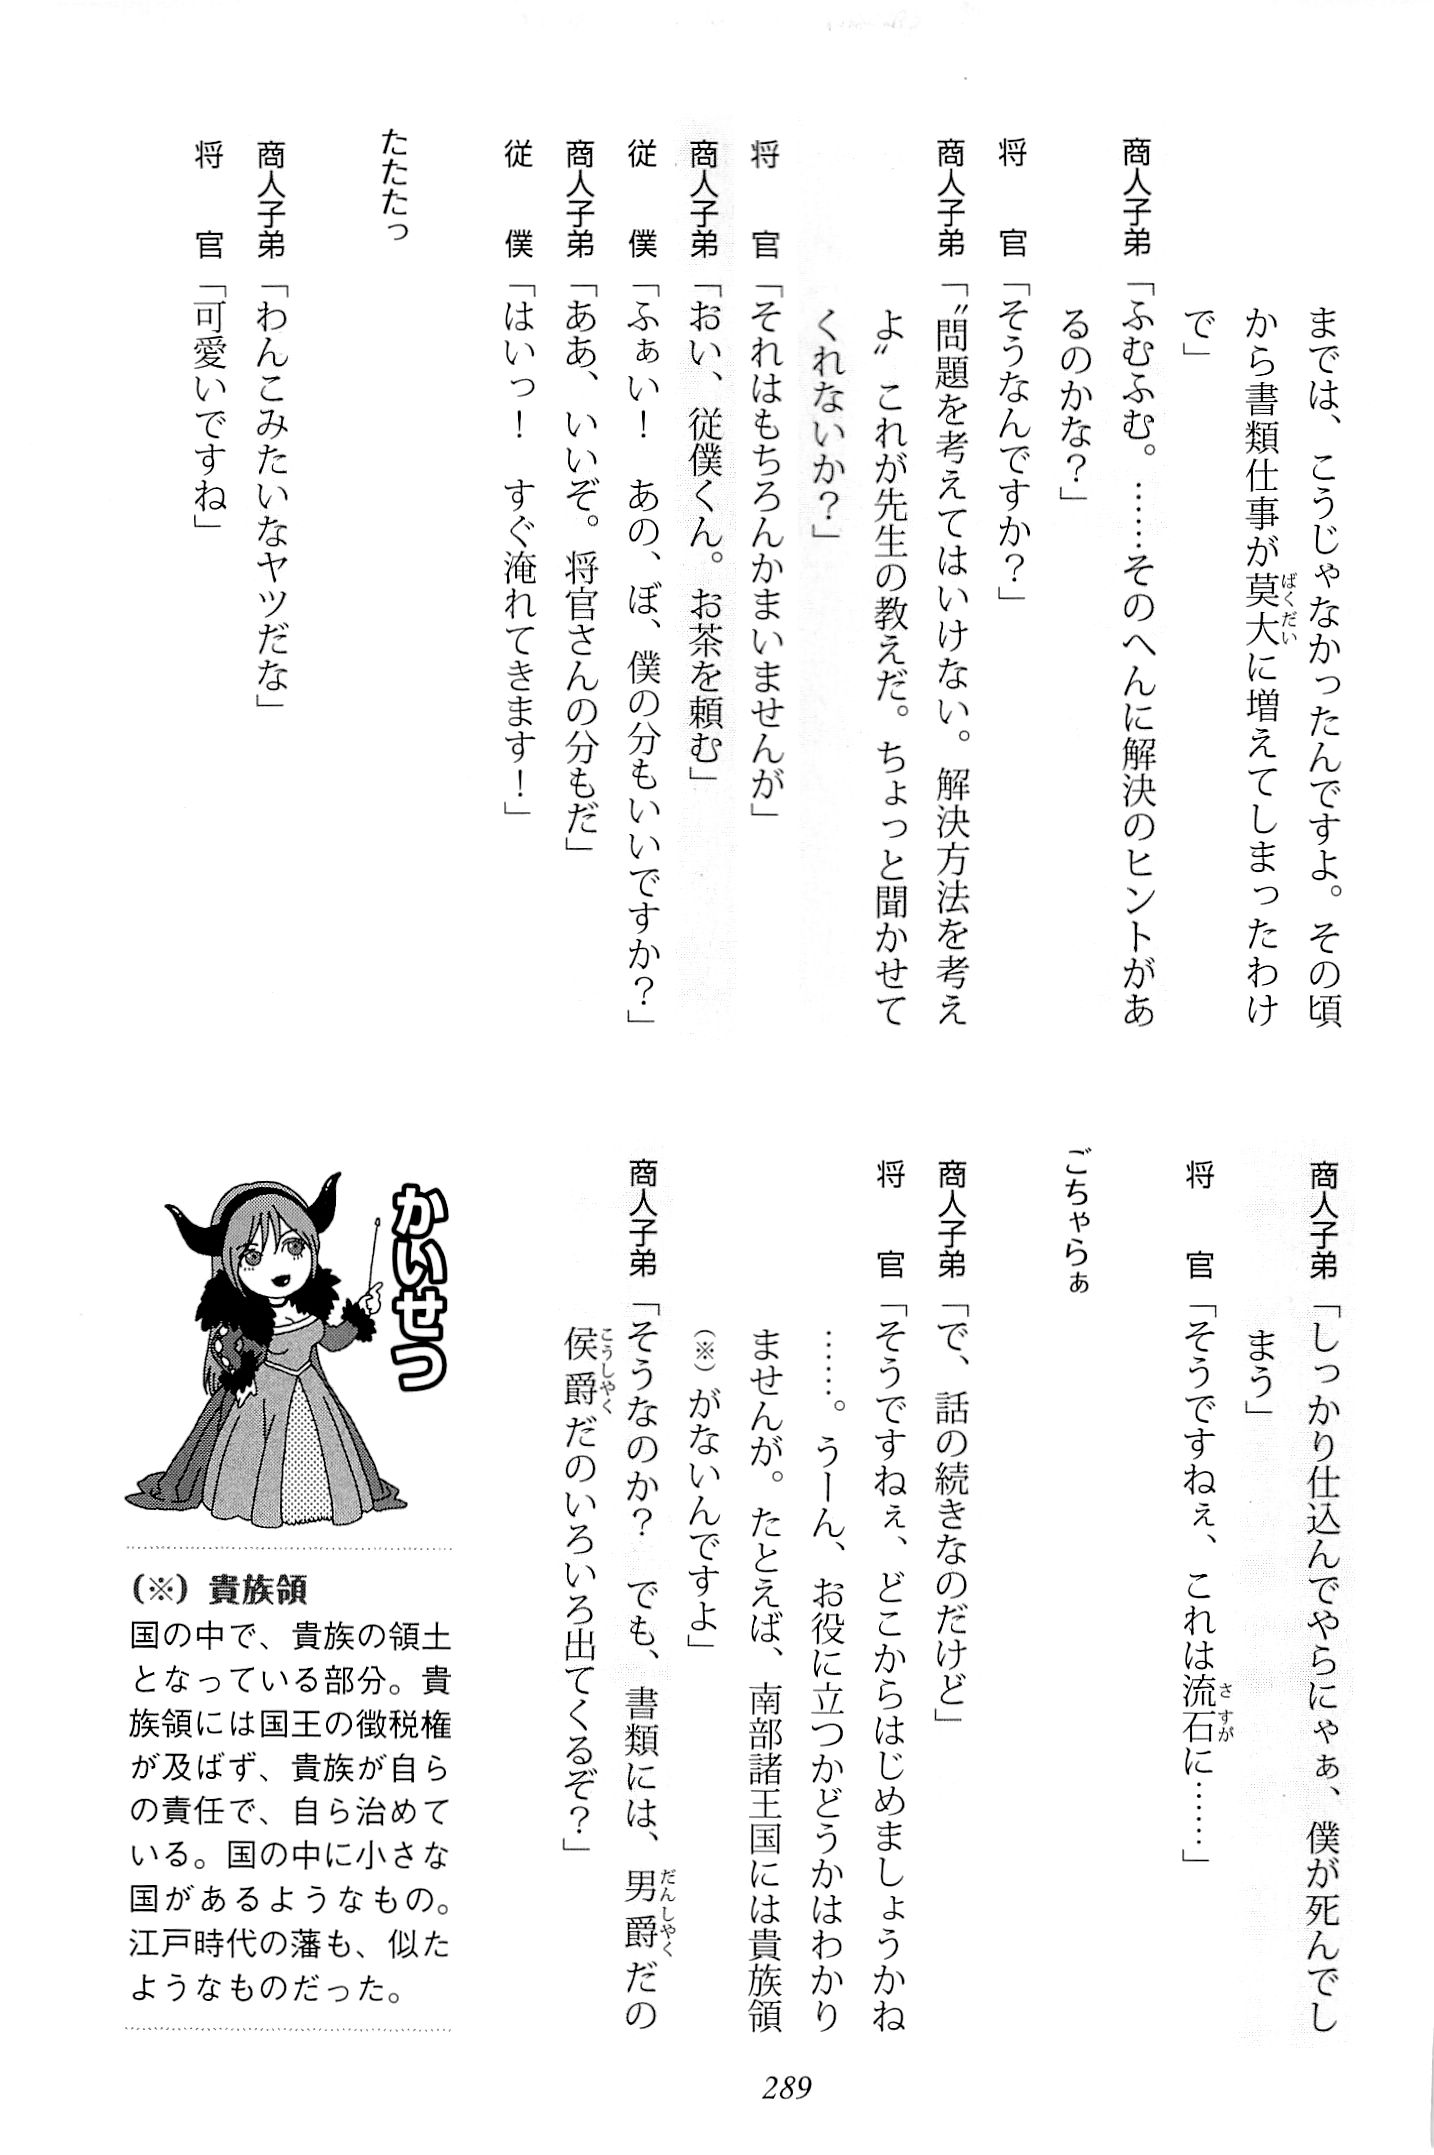 までは、こうじゃなかったんですよ。その頃
から書類仕事が莫大に増えてしまったわけ
で」
商人子弟「ふむふむ。……そのへんに解決のヒントがあ
るのかな？」
将　官「そうなんですか？」
商人子弟「〝問題を考えてはいけない。解決方法を考え
よ〟これが先生の教えだ。ちょっと聞かせて
くれないか？」
将　官「それはもちろんかまいませんが」
商人子弟「おい、従僕くん。お茶を頼む」
従　僕「ふぁい！　あの、ぼ、僕の分もいいですか？」
商人子弟「ああ、いいぞ。将官さんの分もだ」
従　僕「はいっ！　すぐ淹れてきます！」
たたたっ
商人子弟「わんこみたいなヤツだな」
将　官「可愛いですね」
商人子弟「しっかり仕込んでやらにゃぁ、僕が死んでし
まう」
将　官「そうですねぇ、これは流石に……」
ごちゃらぁ
商人子弟「で、話の続きなのだけど」
将　官「そうですねぇ、どこからはじめましょうかね
……。うーん、お役に立つかどうかはわかり
ませんが。たとえば、南部諸王国には貴族領
（※）がないんですよ」
商人子弟「そうなのか？　でも、書類には、男爵だの
侯爵だのいろいろ出てくるぞ？」
かいせつ
（※）貴族領
国の中で、貴族の領土
となっている部分。貴
族領には国王の徴税権
が及ばず、貴族が自ら
の責任で、自ら治めて
いる。国の中に小さな
国があるようなもの。
江戸時代の藩も、似た
ようなものだった。
289